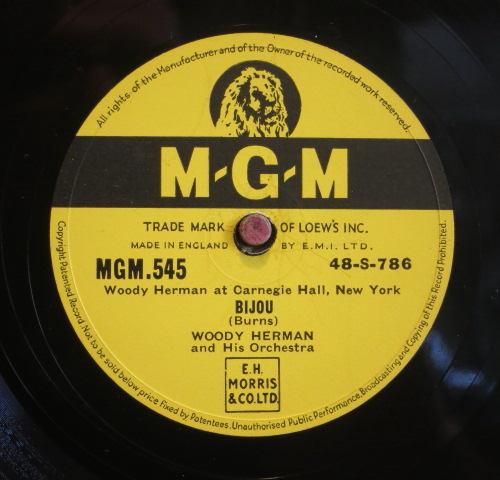 All rights of the Manufacturer and of the Owner of the recorded work reserved.
M-G-M
TRADE MARK OF LOEW'S INC.
MADE IN ENGLAND BY E.M.I. LTD.
MGM.545 48-S-786
Woody Herman at Carnegie Hall, New York
BIJOU
(Burns)
WOODY HERMAN
and His Orchestra
E.H.
MORRIS
& CO. LTD.
Copyright Patented Record Not to be sold below price fixed by Patentees. Unauthorised Public Performance, Broadcasting and Copying of this Record Prohibited.